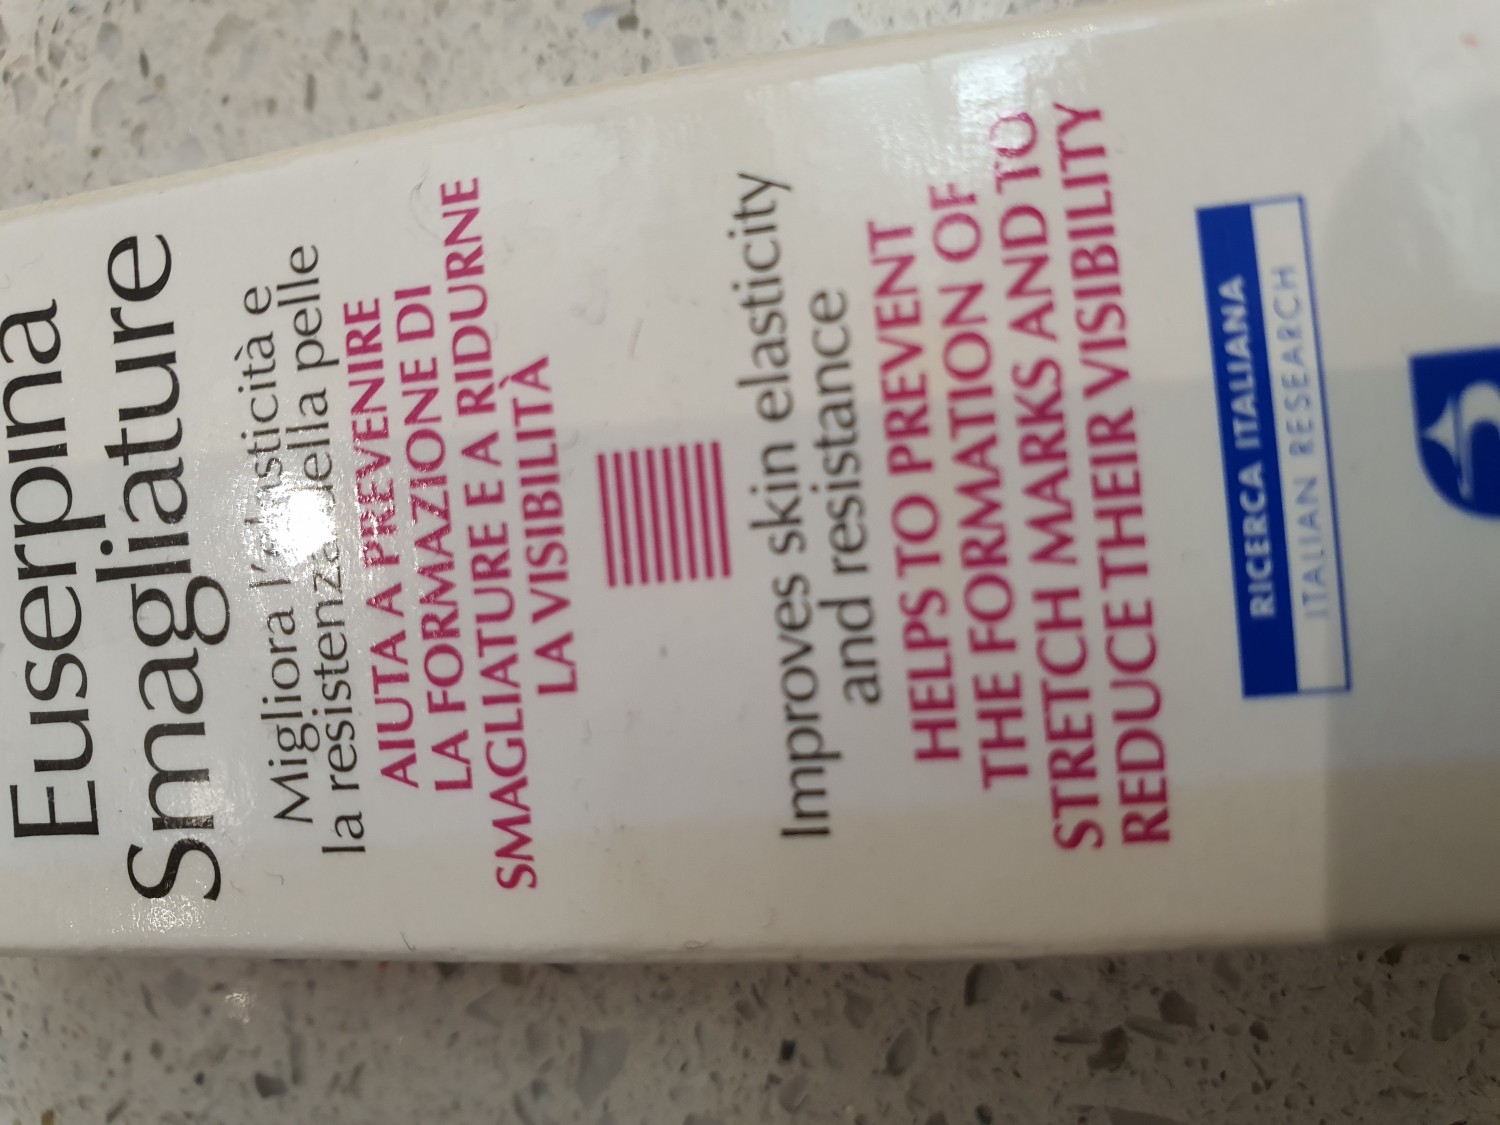 Euserpina
Smagliature
Migliora l'elasticità e
la resistenza della pelle
AIUTA A PREVENIRE
LA FORMAZIONE DI
SMAGLIATURE E A RIDURNE
LA VISIBILITÀ
Improves skin elasticity
and resistance
HELPS TO PREVENT
THE FORMATION OF
STRETCH MARKS AND TO
REDUCE THEIR VISIBILITY
RICERCA ITALIANA
ITALIAN RESEARCH